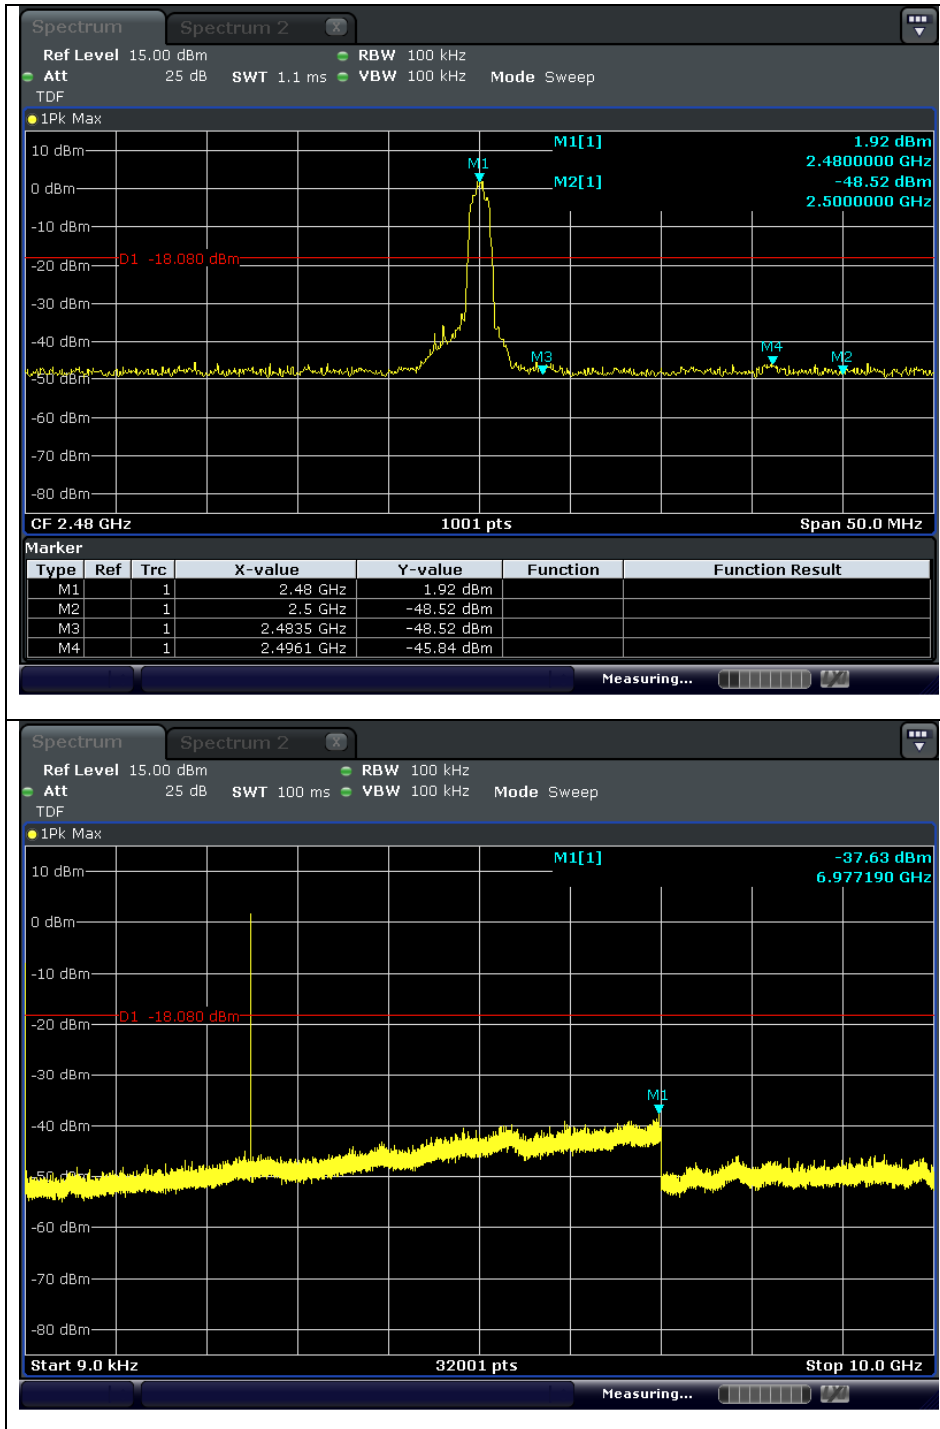 Spectrum Spectrum 2 X
Ref Level 15.00 dBm RBW 100 kHz
Att 25 dB SWT 1.1 ms VBW 100 kHz Mode Sweep
TDF
1Pk Max
M1[1] 1.92 dBm
2.4800000 GHz
M2[1] -48.52 dBm
2.5000000 GHz
10 dBm
M1
0 dBm
-10 dBm
D1 -18.080 dBm
-20 dBm
-30 dBm
-40 dBm
M3 M4 M2
-50 dBm
-60 dBm
-70 dBm
-80 dBm
CF 2.48 GHz 1001 pts Span 50.0 MHz
Marker
Type Ref Trc X-value Y-value Function Function Result
M1 1 2.48 GHz 1.92 dBm
M2 1 2.5 GHz -48.52 dBm
M3 1 2.4835 GHz -48.52 dBm
M4 1 2.4961 GHz -45.84 dBm
Measuring...
Spectrum Spectrum 2 X
Ref Level 15.00 dBm RBW 100 kHz
Att 25 dB SWT 100 ms VBW 100 kHz Mode Sweep
TDF
1Pk Max
M1[1] -37.63 dBm
6.977190 GHz
10 dBm
0 dBm
-10 dBm
D1 -18.080 dBm
-20 dBm
-30 dBm
M1
-40 dBm
-50 dBm
-60 dBm
-70 dBm
-80 dBm
Start 9.0 kHz 32001 pts Stop 10.0 GHz
Measuring...